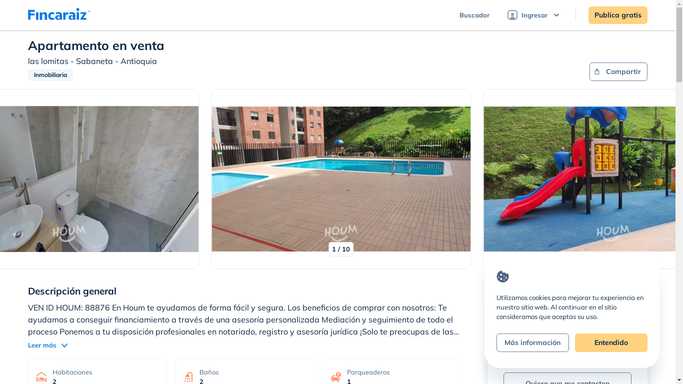 Fincaraiz
Buscador
Ingresar
Publica gratis
Apartamento en venta
las lomitas - Sabaneta - Antioquia
Inmobiliaria
Compartir
HOUM
HOUM
HOUM
1 / 10
Descripción general
VEN ID HOUM: 88876 En Houm te ayudamos de forma fácil y segura. Los beneficios de comprar con nosotros: Te
ayudamos a conseguir financiamiento a través de una asesoría personalizada Mediación y seguimiento de todo el
proceso Ponemos a tu disposición profesionales en notariado, registro y asesoría jurídica ¡Solo te preocupas de las...
Leer más
Habitaciones
2
Baños
2
Parqueaderos
1
Utilizamos cookies para mejorar tu experiencia en
nuestro sitio web. Al continuar en el sitio
consideramos que aceptas su uso.
Más información
Entendido
Quiero que me contacten